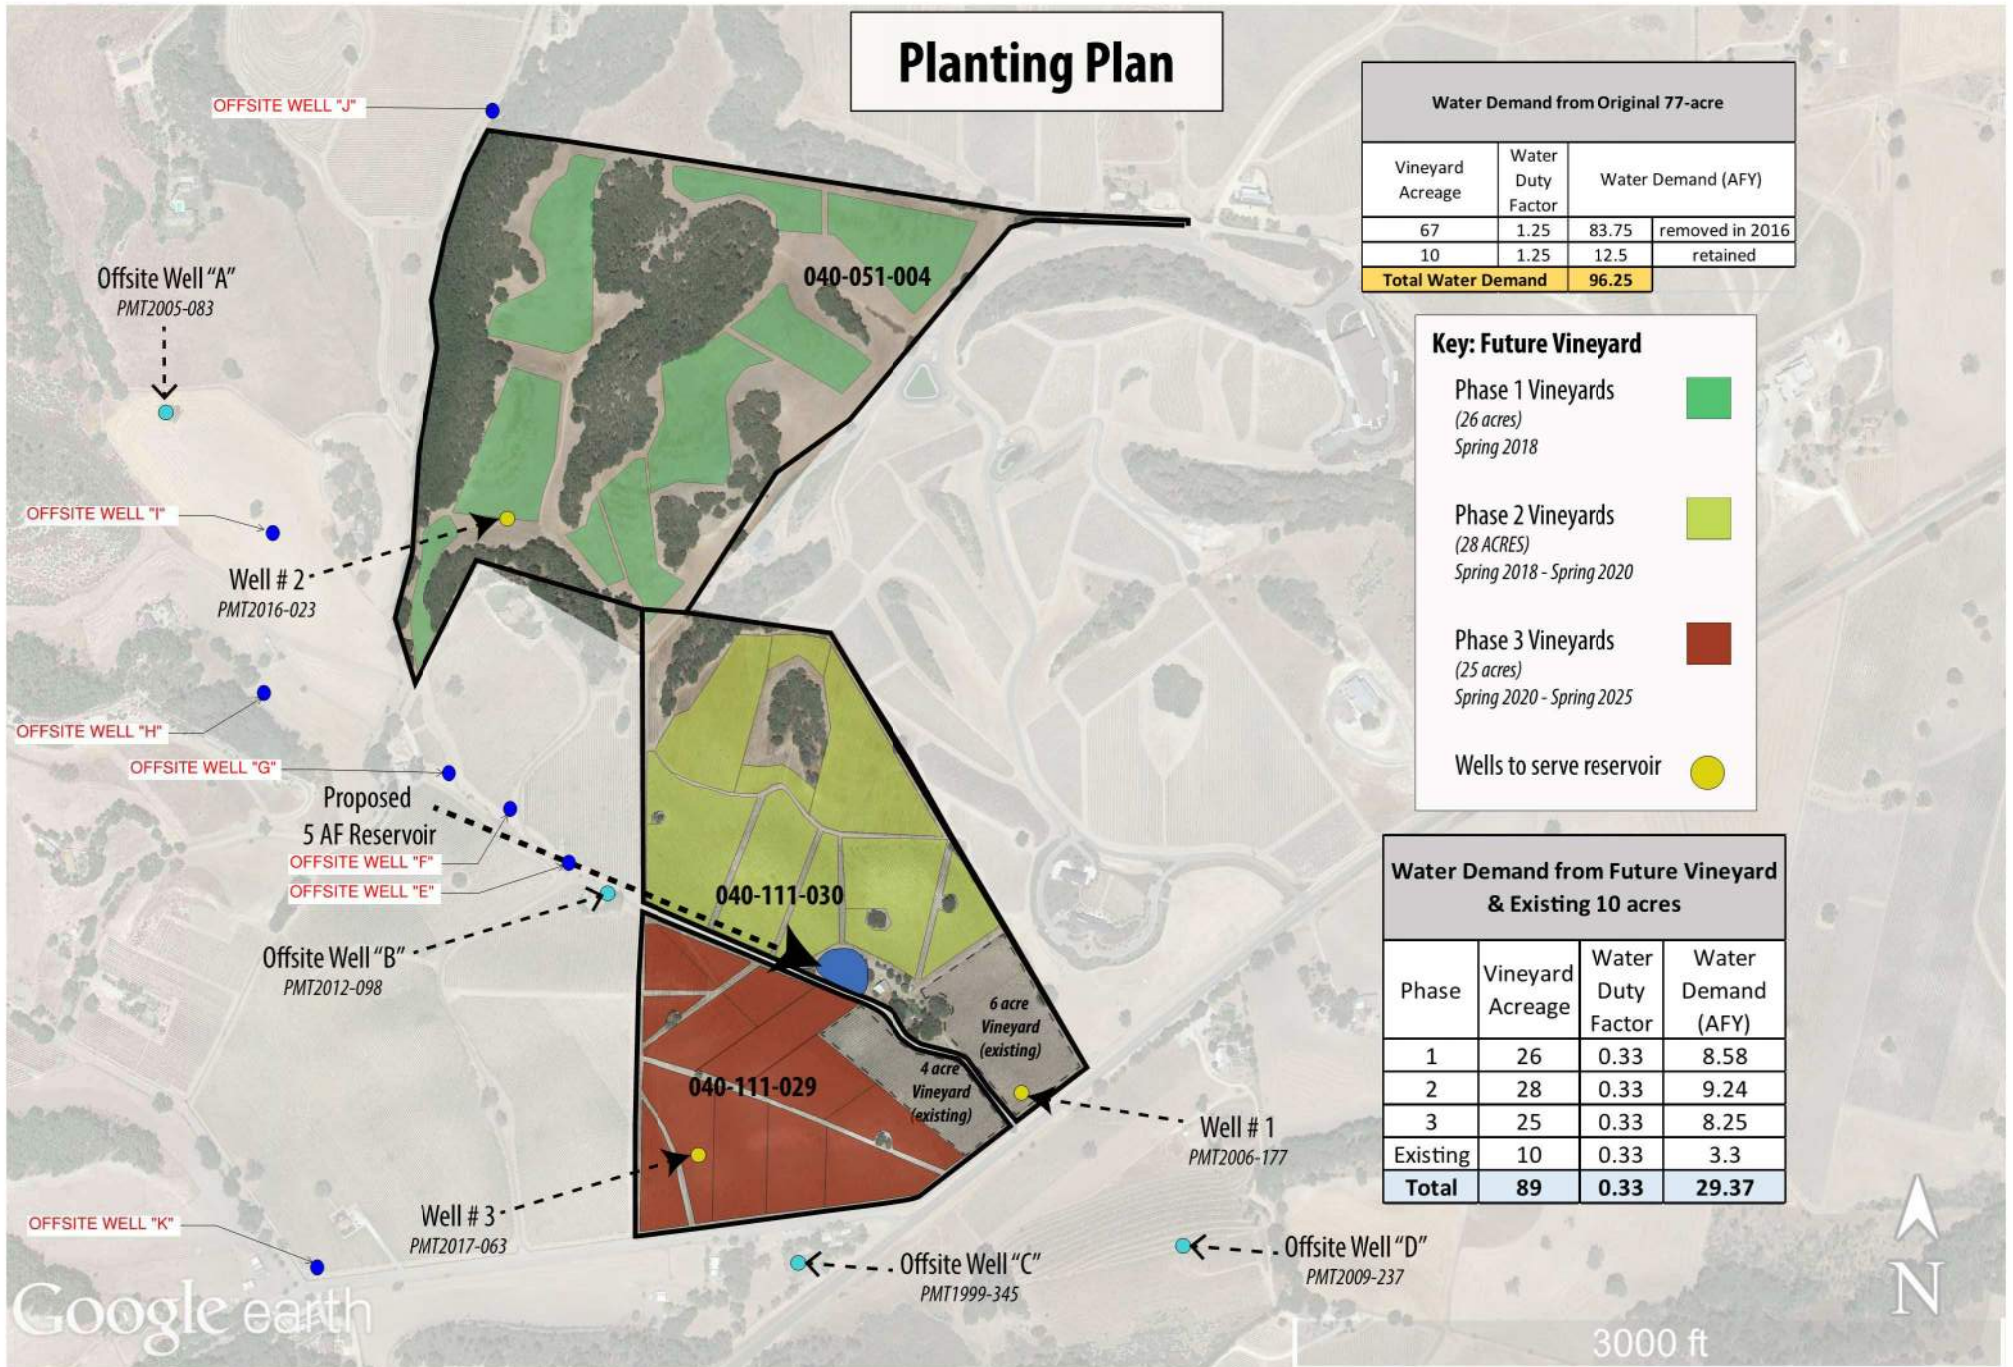 Planting Plan
OFFSITE WELL "J"
Offsite Well "A"
PMT2005-083
OFFSITE WELL "I"
Well # 2
PMT2016-023
OFFSITE WELL "H"
OFFSITE WELL "G"
Proposed
5 AF Reservoir
OFFSITE WELL "F"
OFFSITE WELL "E"
Offsite Well "B"
PMT2012-098
OFFSITE WELL "K"
Well # 3
PMT2017-063
040-051-004
040-111-030
040-111-029
6 acre
Vineyard
(existing)
4 acre
Vineyard
(existing)
Well # 1
PMT2006-177
Offsite Well "C"
PMT1999-345
Offsite Well "D"
PMT2009-237
Water Demand from Original 77-acre
Vineyard Acreage Water Duty Factor Water Demand (AFY)
67 1.25 83.75 removed in 2016
10 1.25 12.5 retained
Total Water Demand 96.25
Key: Future Vineyard
Phase 1 Vineyards
(26 acres)
Spring 2018
Phase 2 Vineyards
(28 ACRES)
Spring 2018 - Spring 2020
Phase 3 Vineyards
(25 acres)
Spring 2020 - Spring 2025
Wells to serve reservoir
Water Demand from Future Vineyard
& Existing 10 acres
Phase Vineyard Acreage Water Duty Factor Water Demand (AFY)
1 26 0.33 8.58
2 28 0.33 9.24
3 25 0.33 8.25
Existing 10 0.33 3.3
Total 89 0.33 29.37
N
Google earth
3000 ft